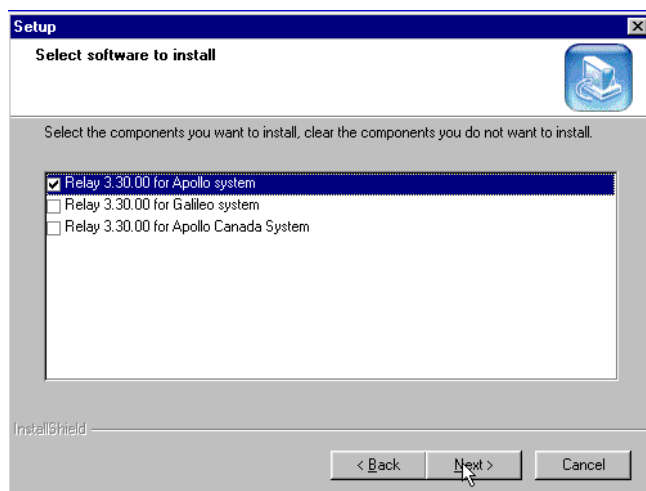 Setup
Select software to install
Select the components you want to install, clear the components you do not want to install.
Relay 3.30.00 for Apollo system
Relay 3.30.00 for Galileo system
Relay 3.30.00 for Apollo Canada System
InstallShield
< Back Next > Cancel